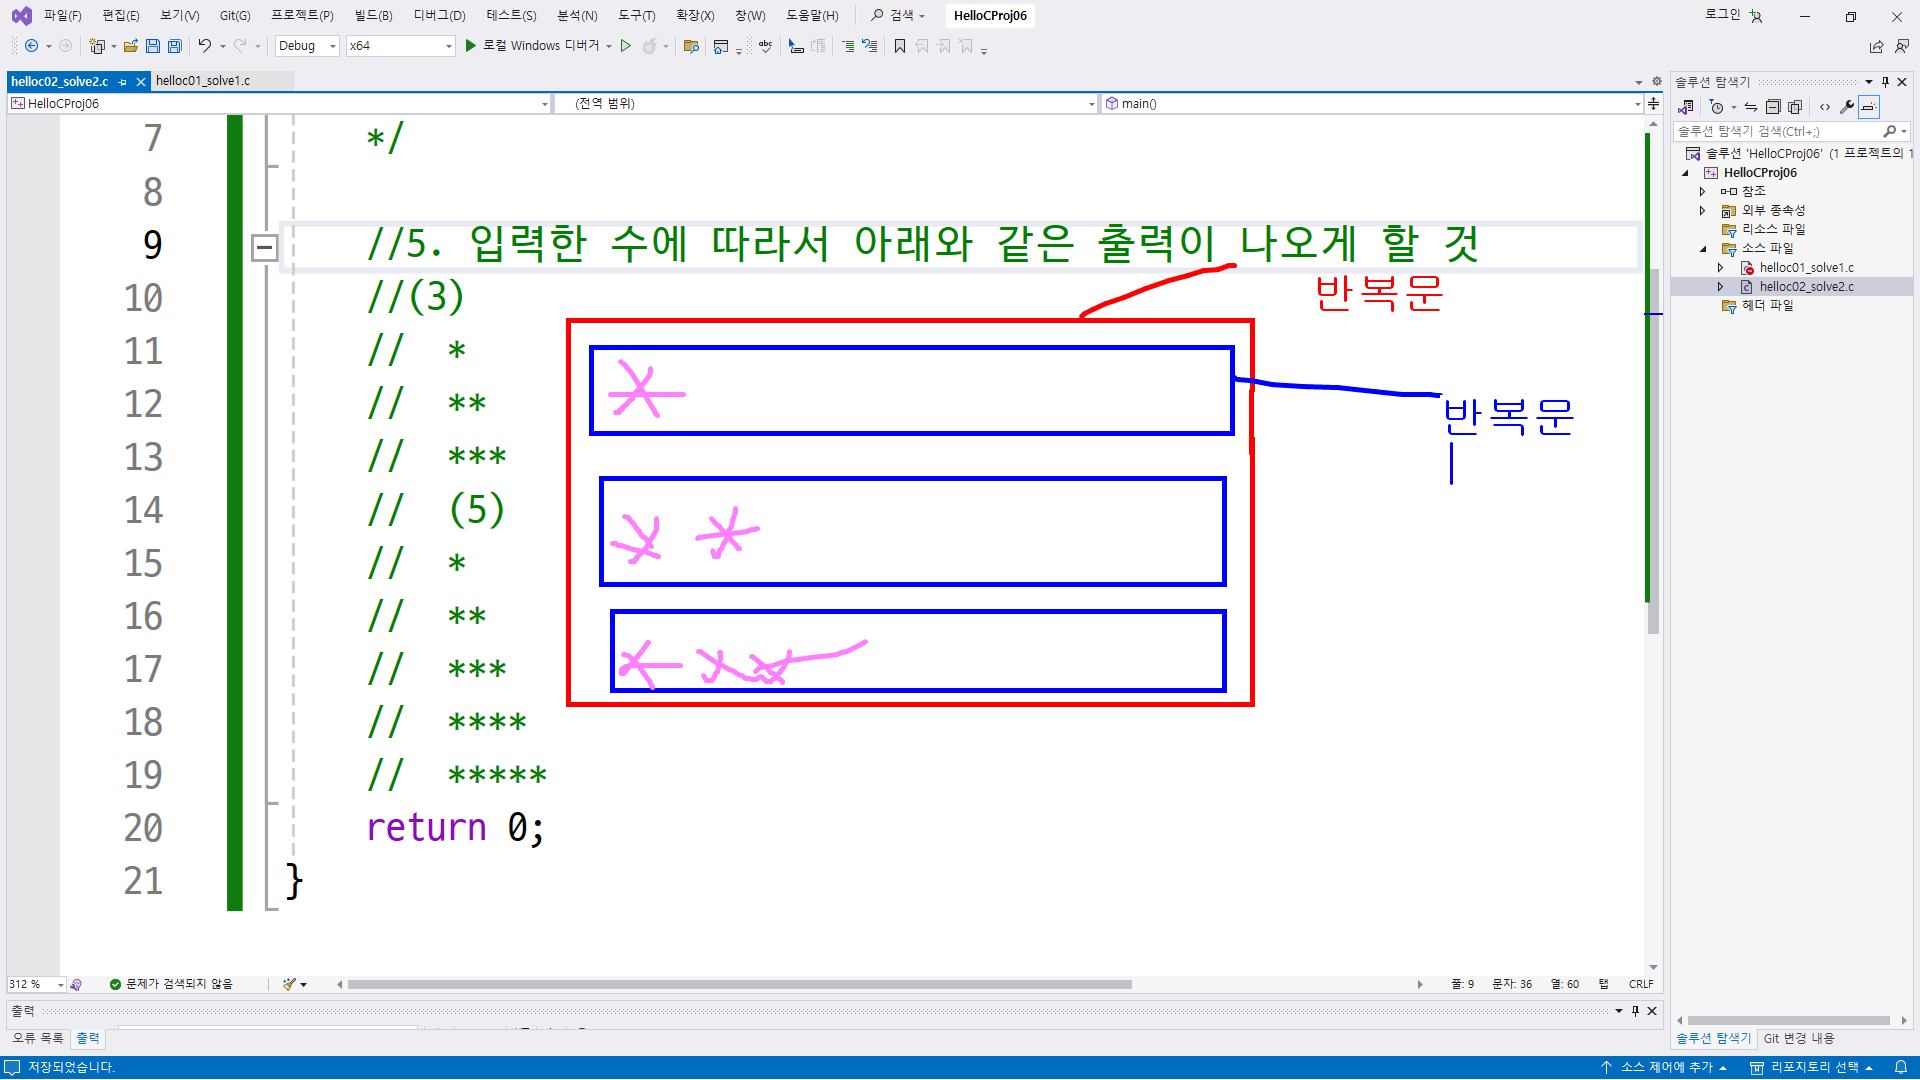 파일(F) 편집(E) 보기(V) Git(G) 프로젝트(P) 빌드(B) 디버그(D) 테스트(S) 분석(N) 도구(T) 확장(X) 창(W) 도움말(H) 검색 HelloCProj06 로그인
Debug x64 로컬 Windows 디버거
helloc02_solve2.c helloc01_solve1.c
HelloCProj06 (전역 범위) main()
7 */
8
9 //5. 입력한 수에 따라서 아래와 같은 출력이 나오게 할 것
10 //(3)
11 // *
12 // **
13 // ***
14 // (5)
15 // *
16 // **
17 // ***
18 // ****
19 // *****
20 return 0;
21 }
반복문
반복문
*
* *
* * *
솔루션 탐색기
솔루션 탐색기 검색(Ctrl+;)
솔루션 'HelloCProj06' (1 프로젝트의 1
HelloCProj06
참조
외부 종속성
리소스 파일
소스 파일
helloc01_solve1.c
helloc02_solve2.c
헤더 파일
312 % 문제가 검색되지 않음 줄: 9 문자: 36 열: 60 탭 CRLF
출력
오류 목록 출력
솔루션 탐색기 Git 변경 내용
저장되었습니다. 소스 제어에 추가 리포지토리 선택